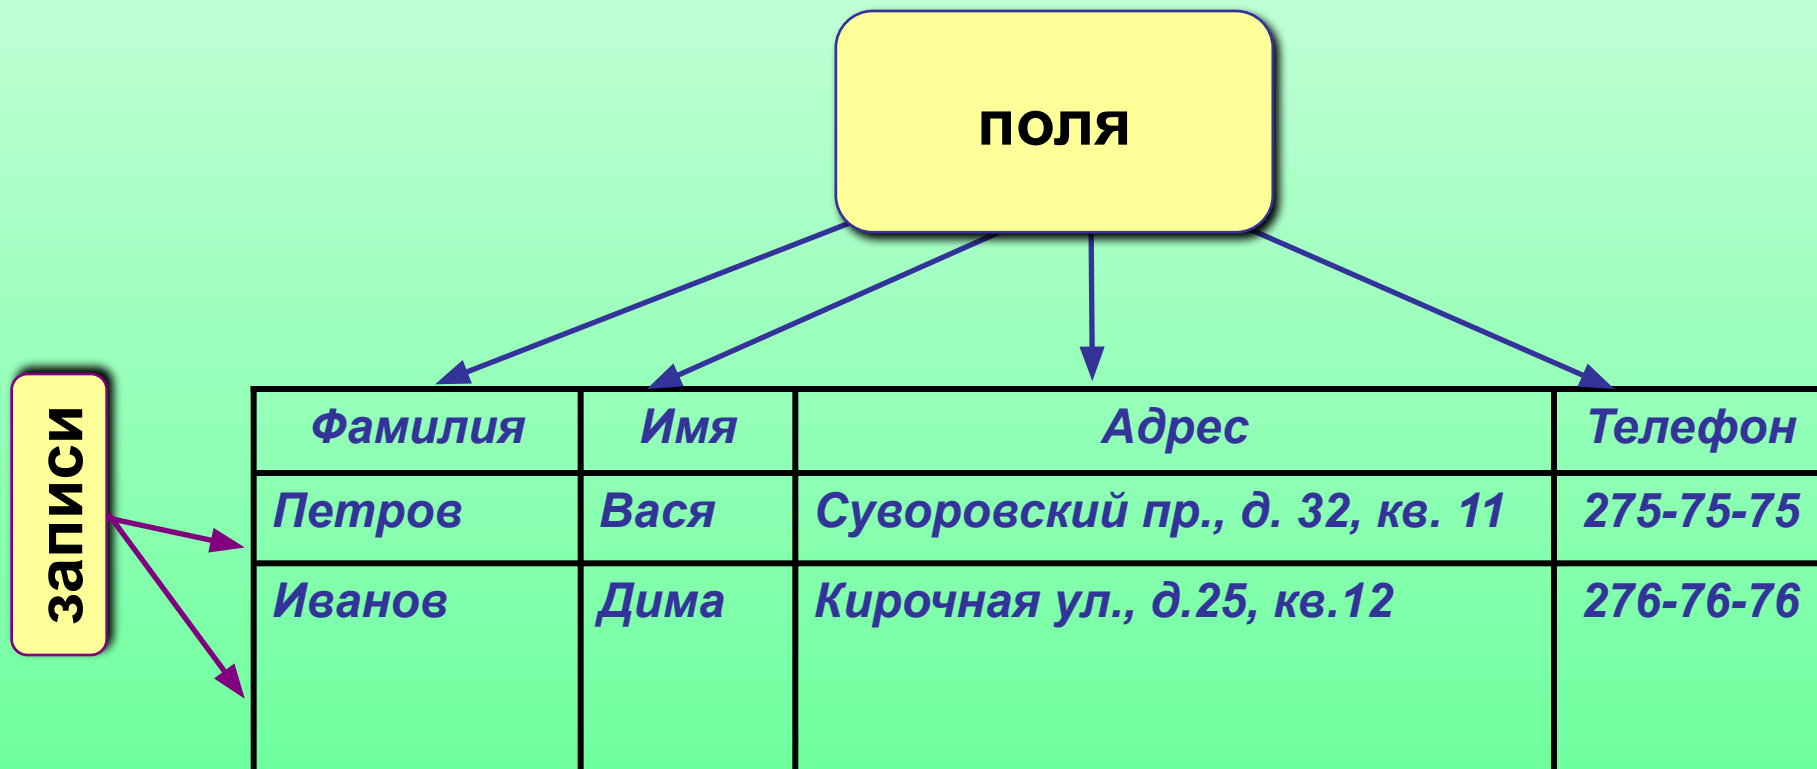 поля
записи
Фамилия Имя Адрес Телефон
Петров Вася Суворовский пр., д. 32, кв. 11 275-75-75
Иванов Дима Кирочная ул., д.25, кв.12 276-76-76